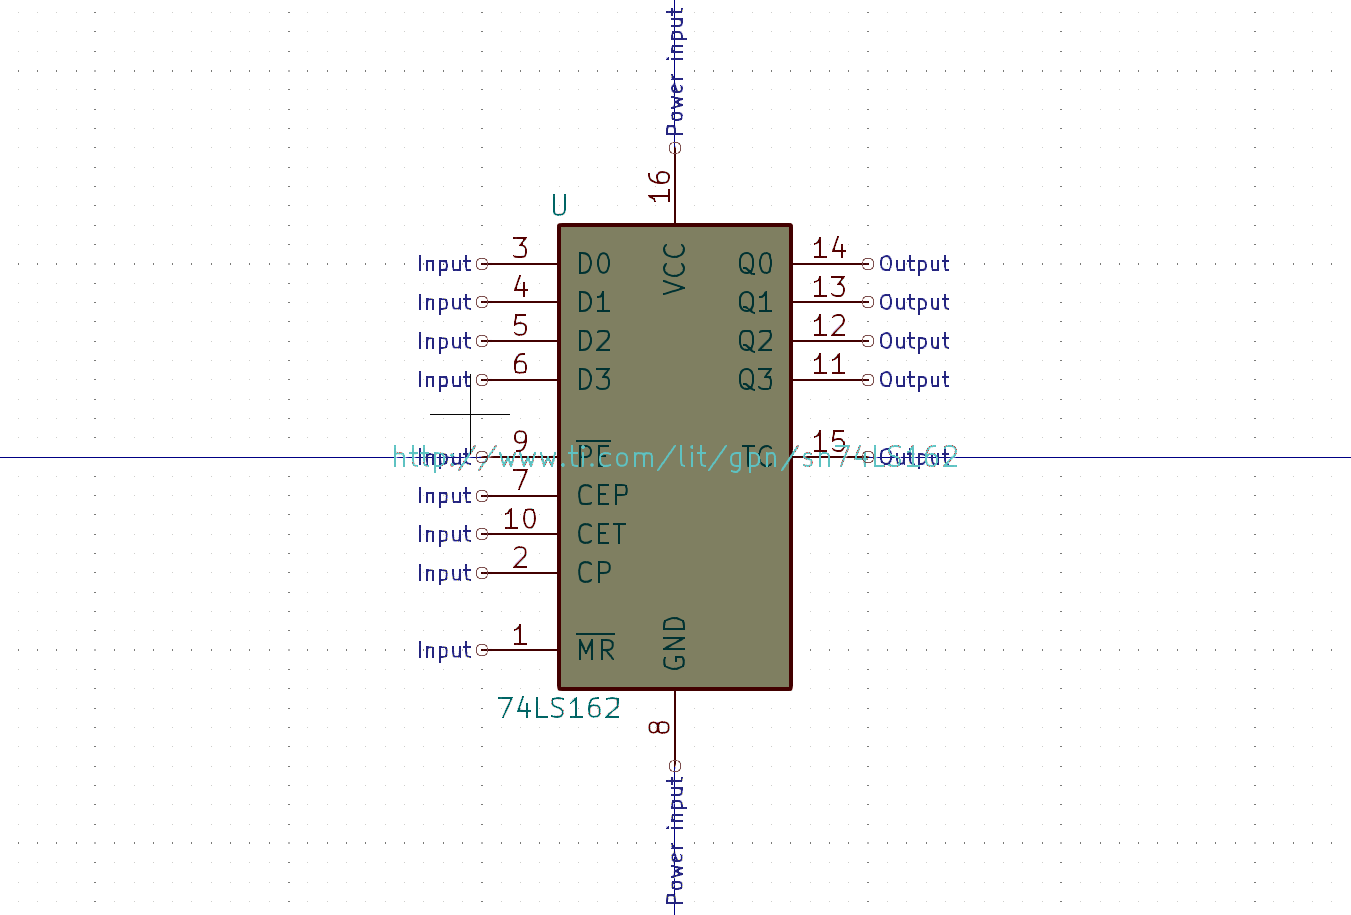 Power input
16
U
VCC
Input 3 D0 Q0 14 Output
Input 4 D1 Q1 13 Output
Input 5 D2 Q2 12 Output
Input 6 D3 Q3 11 Output
Input 9 PE TC 15 Output
http://www.ti.com/lit/gpn/sn74LS162
Input 7 CEP
Input 10 CET
Input 2 CP
Input 1 MR
GND
74LS162
8
Power input